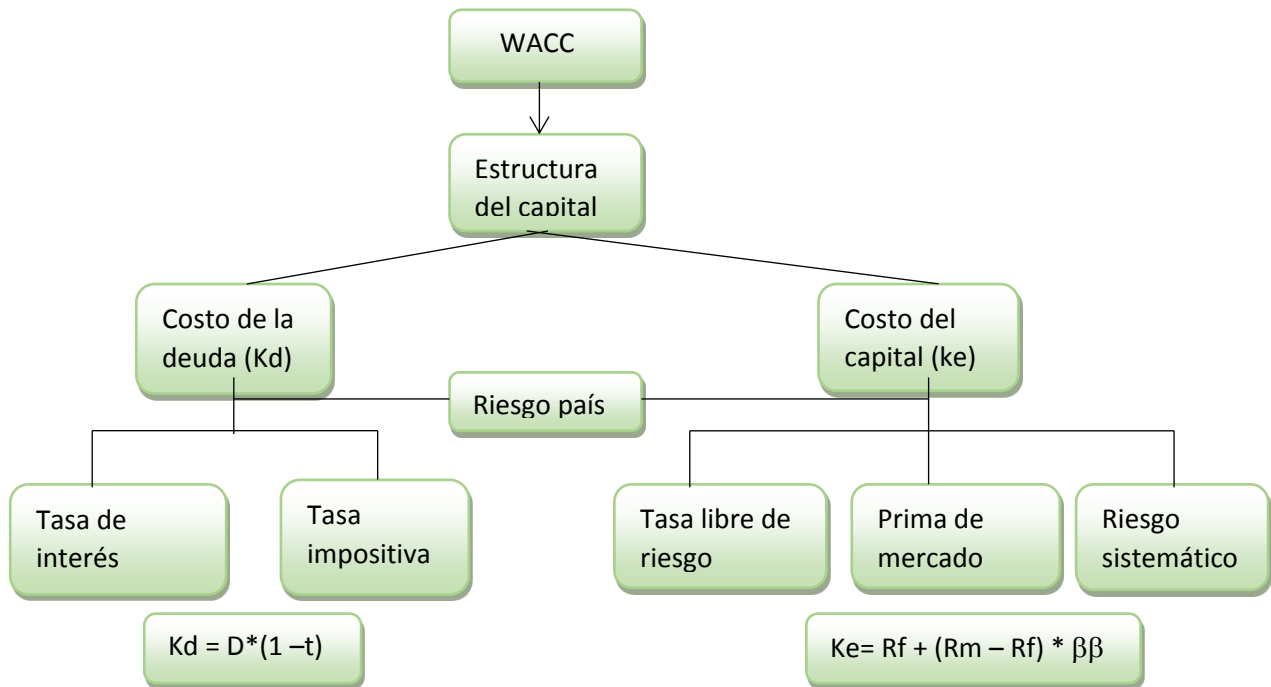 WACC
Estructura
del capital
Costo de la
deuda (Kd)
Costo del
capital (ke)
Riesgo país
Tasa de
interés
Tasa
impositiva
Tasa libre de
riesgo
Prima de
mercado
Riesgo
sistemático
Kd = D*(1 –t)
Ke= Rf + (Rm – Rf) * ββ